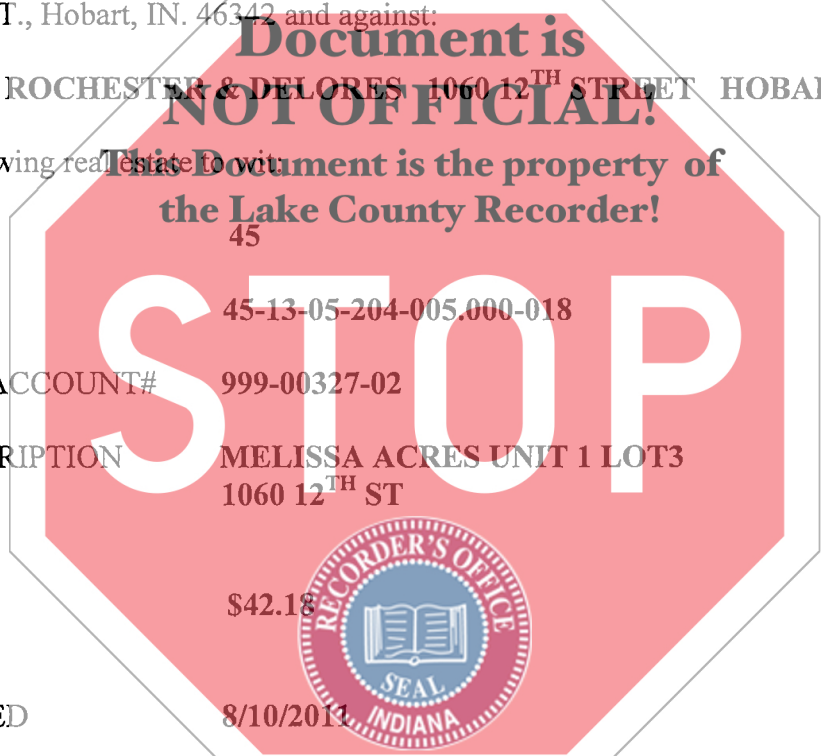 T., Hobart, IN. 46342 and against:
Document is
ROCHESTER & DELORES 1060 12TH STREET HOBAR
NOT OFFICIAL!
wing real estate to wit:
This Document is the property of
the Lake County Recorder!
45
STOP
45-13-05-204-005.000-018
ACCOUNT# 999-00327-02
RIPTION MELISSA ACRES UNIT 1 LOT3
1060 12TH ST
$42.18
RECORDER'S OFFICE
SEAL
INDIANA
ED 8/10/2011